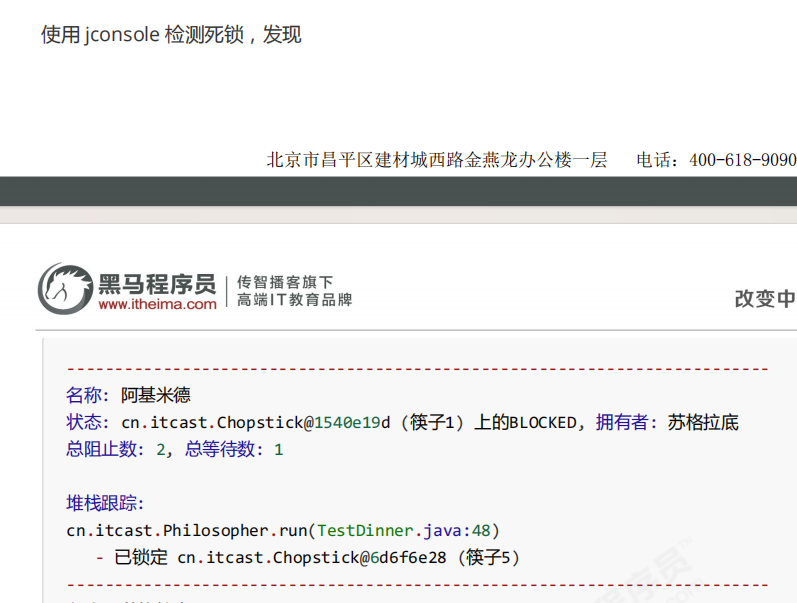 使用 jconsole 检测死锁，发现
北京市昌平区建材城西路金燕龙办公楼一层 电话：400-618-9090
黑马程序员
www.itheima.com
传智播客旗下
高端IT教育品牌
改变中
-------------------------------------------------------------------------
名称: 阿基米德
状态: cn.itcast.Chopstick@1540e19d (筷子1) 上的BLOCKED, 拥有者: 苏格拉底
总阻止数: 2, 总等待数: 1
堆栈跟踪:
cn.itcast.Philosopher.run(TestDinner.java:48)
- 已锁定 cn.itcast.Chopstick@6d6f6e28 (筷子5)
-------------------------------------------------------------------------